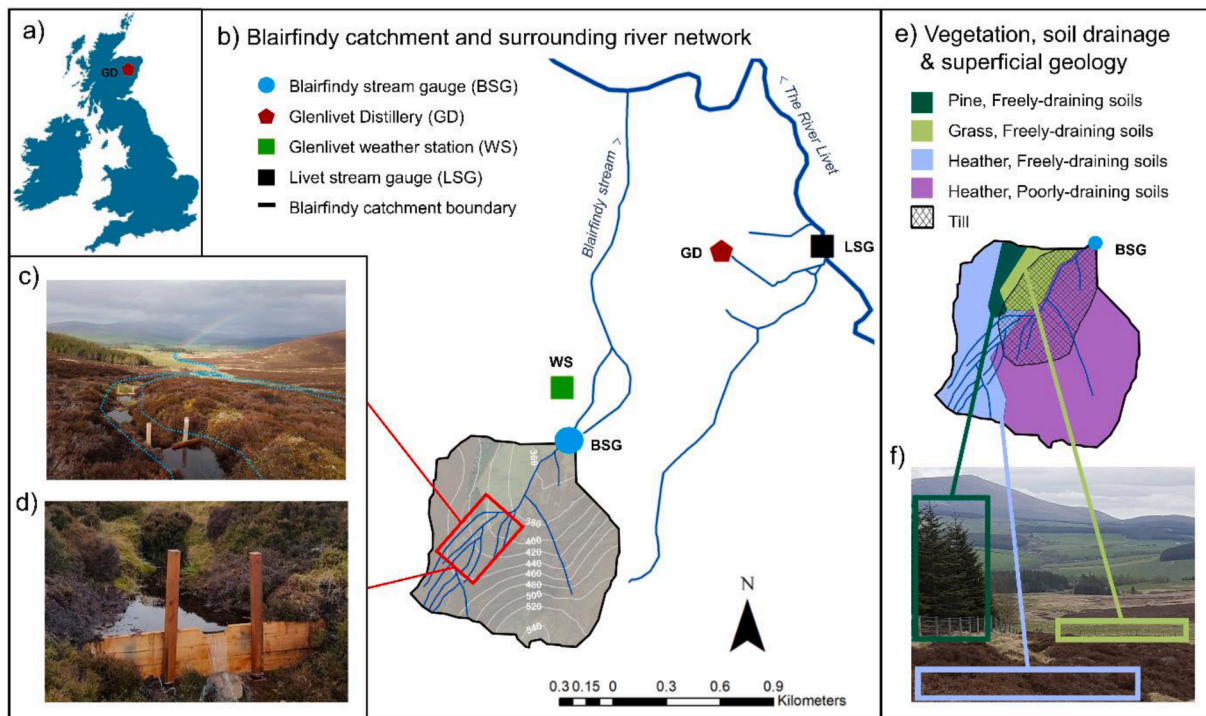 a)
GD
b) Blairfindy catchment and surrounding river network
Blairfindy stream gauge (BSG)
Glenlivet Distillery (GD)
Glenlivet weather station (WS)
Livet stream gauge (LSG)
Blairfindy catchment boundary
Blairfindy stream >
< The River Livet
GD
LSG
WS
BSG
360
380
400
420
440
460
480
500
520
540
N
0.3 0.15 0 0.3 0.6 0.9
Kilometers
c)
d)
e) Vegetation, soil drainage
& superficial geology
Pine, Freely-draining soils
Grass, Freely-draining soils
Heather, Freely-draining soils
Heather, Poorly-draining soils
Till
BSG
f)